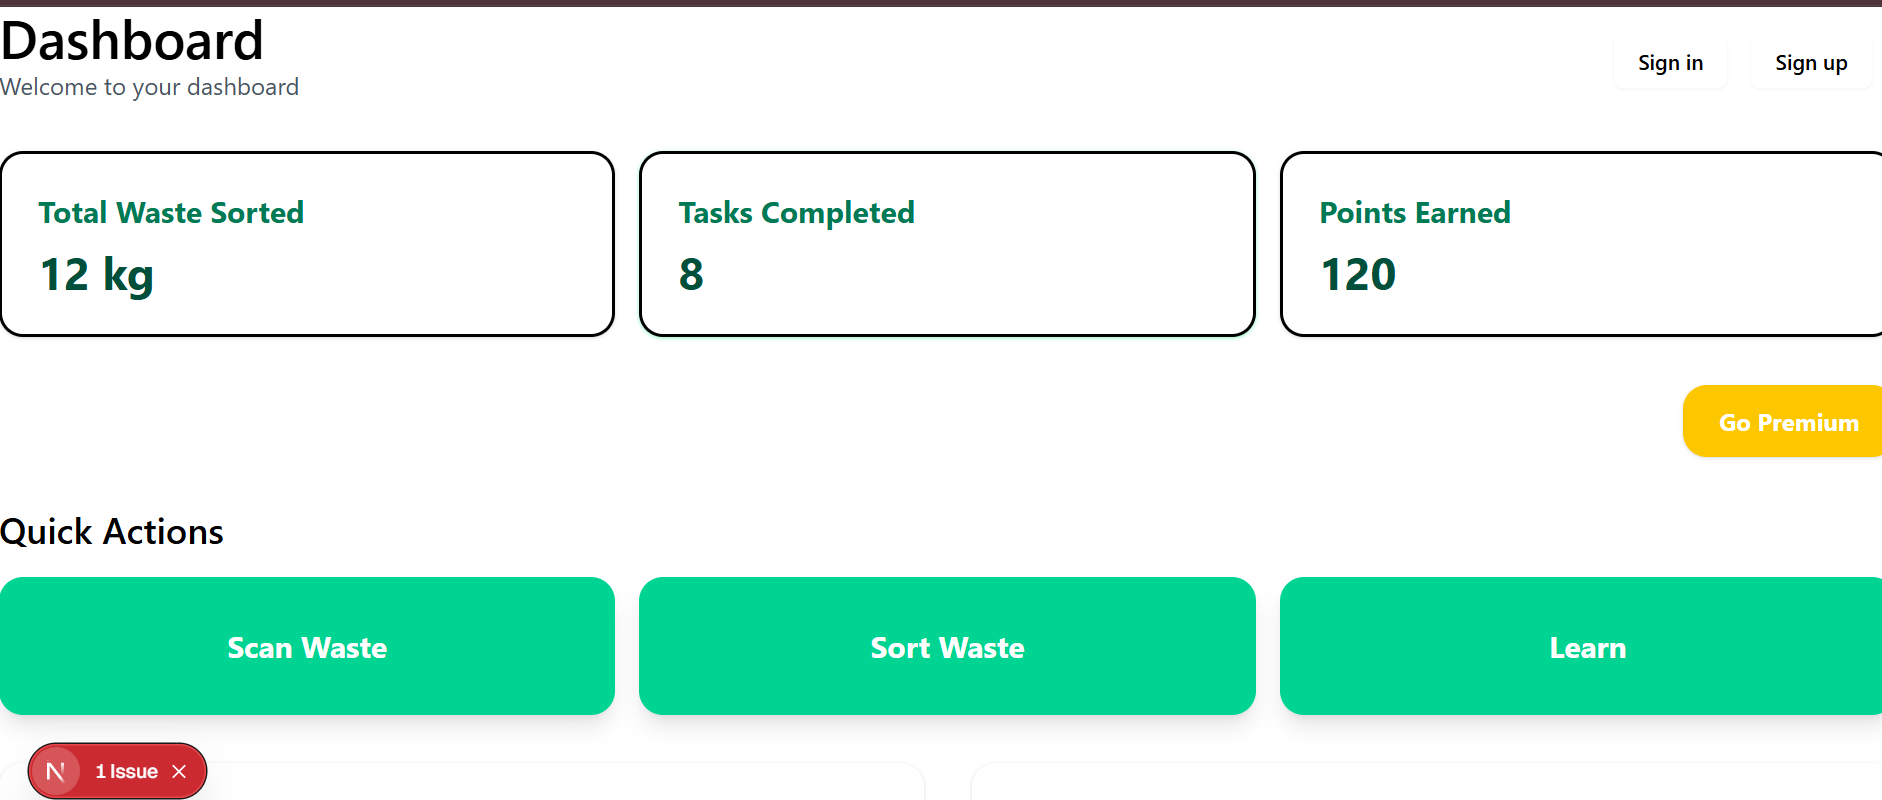 Dashboard
Welcome to your dashboard
Sign in
Sign up
Total Waste Sorted
12 kg
Tasks Completed
8
Points Earned
120
Go Premium
Quick Actions
Scan Waste
Sort Waste
Learn
N 1 Issue